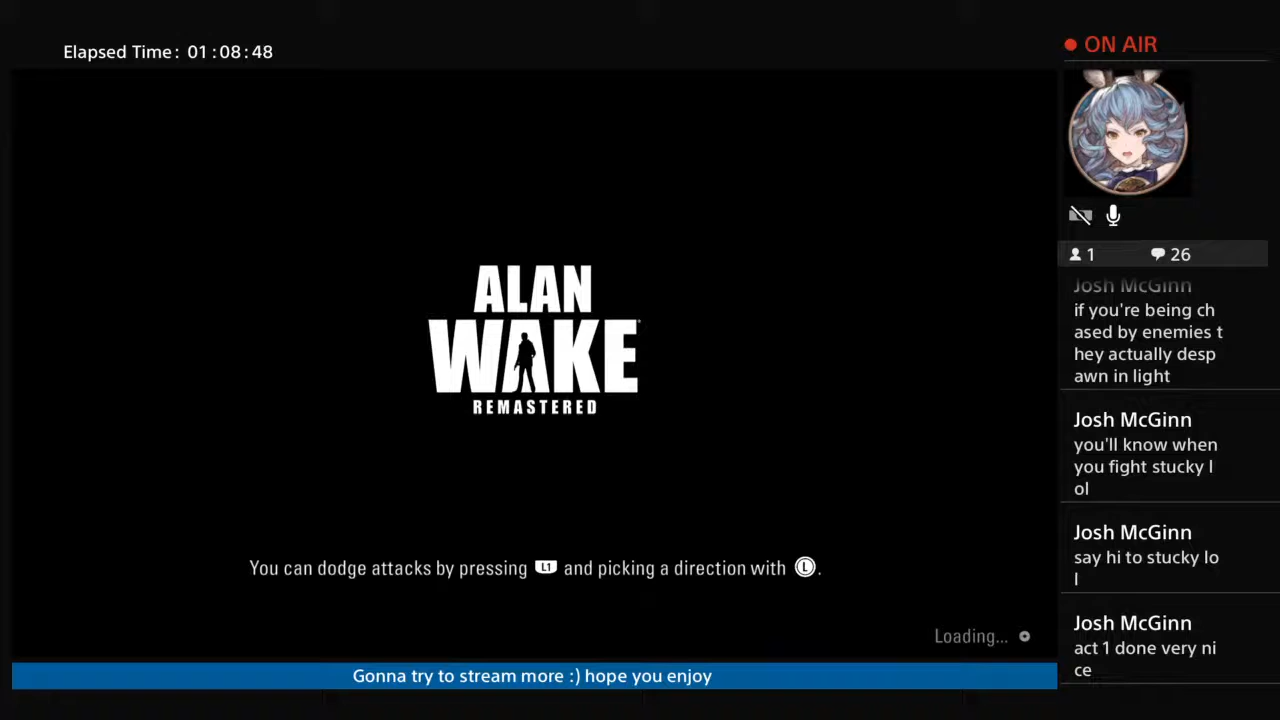 Elapsed Time: 01:08:48
ON AIR
1
26
ALAN
WAKE
REMASTERED
You can dodge attacks by pressing L1 and picking a direction with L.
Loading...
Gonna try to stream more :) hope you enjoy
Josh McGinn
if you're being ch
ased by enemies t
hey actually desp
awn in light
Josh McGinn
you'll know when
you fight stucky l
ol
Josh McGinn
say hi to stucky lo
l
Josh McGinn
act 1 done very ni
ce